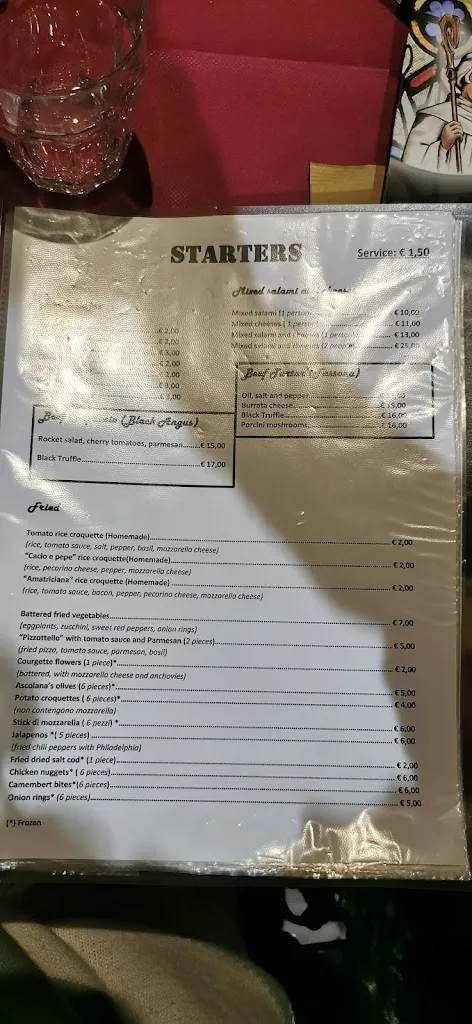 STARTERS
Service: € 1,50
Mixed salami
Mixed salami (1 person)........ € 10,00
Mixed cheeses ( 1 person)........ € 11,00
Mixed salami and cheeses (1 person)........ € 13,00
Mixed salami and cheeses (2 people)........ € 25,00
€ 2,00
€ 2,00
€ 3,00
€ 2,00
€ 2,00
€ 3,00
€ 3,00
Beef Tartar (Fassona)
Oil, salt and pepper........
Burrata cheese........ 15,00
Black Truffle........ € 16,00
Porcini mushrooms........ € 16,00
Beef (Black Angus)
Rocket salad, cherry tomatoes, parmesan........€ 15,00
Black Truffle........€ 17,00
Fried
Tomato rice croquette (Homemade)........ € 2,00
(rice, tomato sauce, salt, pepper, basil, mozzarella cheese)
"Cacio e pepe" rice croquette(Homemade)........ € 2,00
(rice, pecorino cheese, pepper, mozzarella cheese)
"Amatriciana" rice croquette (Homemade) ........ € 2,00
(rice, tomato sauce, bacon, pepper, pecorino cheese, mozzarella cheese)
Battered fried vegetables........ € 7,00
(eggplants, zucchini, sweet red peppers, onion rings)
"Pizzottello" with tomato sauce and Parmesan (2 pieces)........ € 5,00
(fried pizza, tomato sauce, parmesan, basil)
Courgette flowers (1 piece)*........ € 2,00
(battered, with mozzarella cheese and anchovies)
Ascolana's olives (6 pieces)*........ € 5,00
Potato croquettes ( 6 pieces)*........ € 4,00
(non contengono mozzarella)
Stick di mozzarella ( 6 pezzi) *........ € 6,00
Jalapenos *( 5 pieces) ........ € 6,00
(fried chili peppers with Philadelphia)
Fried dried salt cod* (1 piece)........ € 2,00
Chicken nuggets* ( 6 pieces)........ € 6,00
Camembert bites*(6 pieces)........ € 6,00
Onion rings* (6 pieces)........ € 5,00
(*) Frozen